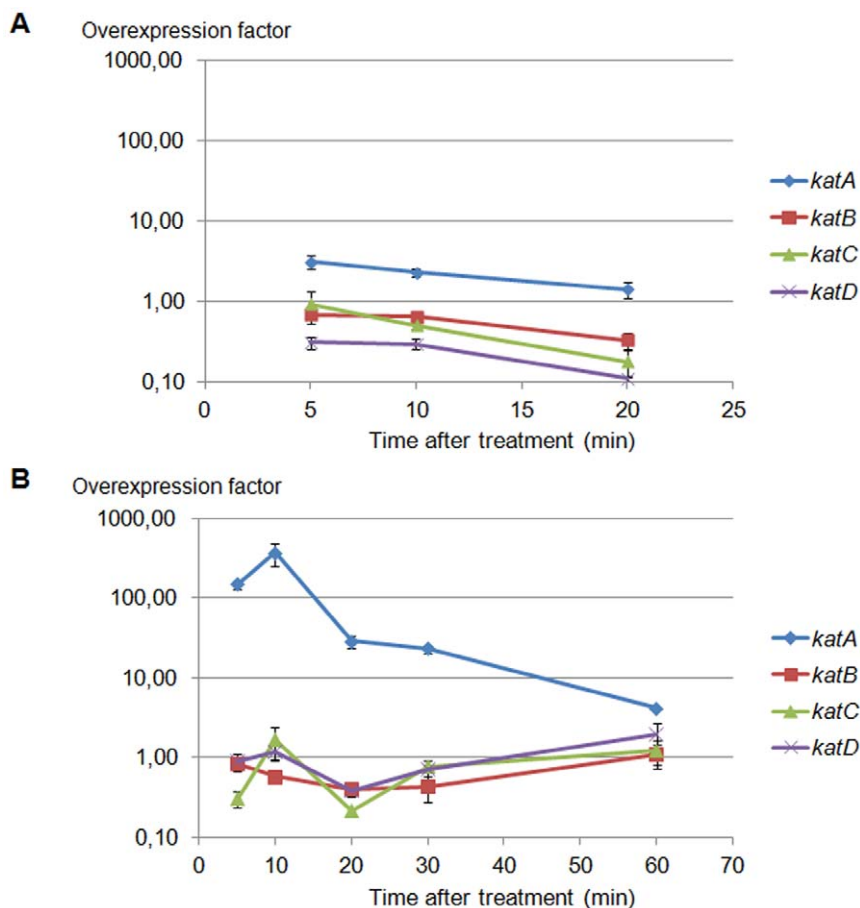 A
Overexpression factor
1000,00
100,00
10,00
1,00
0,10
0 5 10 15 20 25
Time after treatment (min)
katA
katB
katC
katD
B
Overexpression factor
1000,00
100,00
10,00
1,00
0,10
0 10 20 30 40 50 60 70
Time after treatment (min)
katA
katB
katC
katD